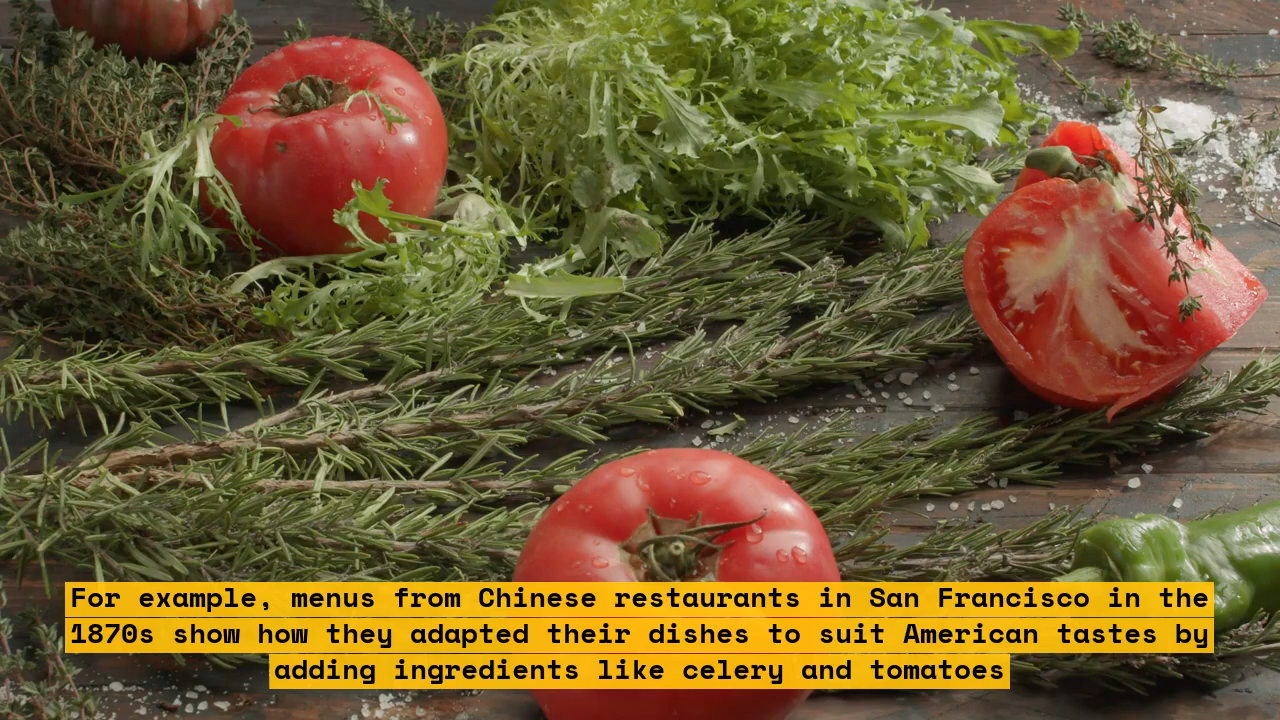 For example, menus from Chinese restaurants in San Francisco in the
1870s show how they adapted their dishes to suit American tastes by
adding ingredients like celery and tomatoes